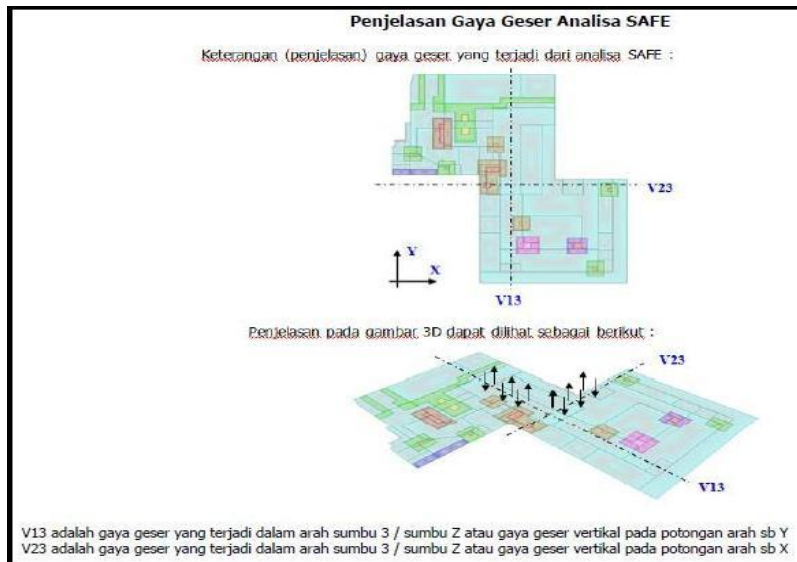 Penjelasan Gaya Geser Analisa SAFE
Keterangan (penjelasan) gaya geser yang terjadi dari analisa SAFE :
V23
Y
X
V13
Penjelasan pada gambar 3D dapat dilihat sebagai berikut :
V23
V13
V13 adalah gaya geser yang terjadi dalam arah sumbu 3 / sumbu Z atau gaya geser vertikal pada potongan arah sb Y
V23 adalah gaya geser yang terjadi dalam arah sumbu 3 / sumbu Z atau gaya geser vertikal pada potongan arah sb X